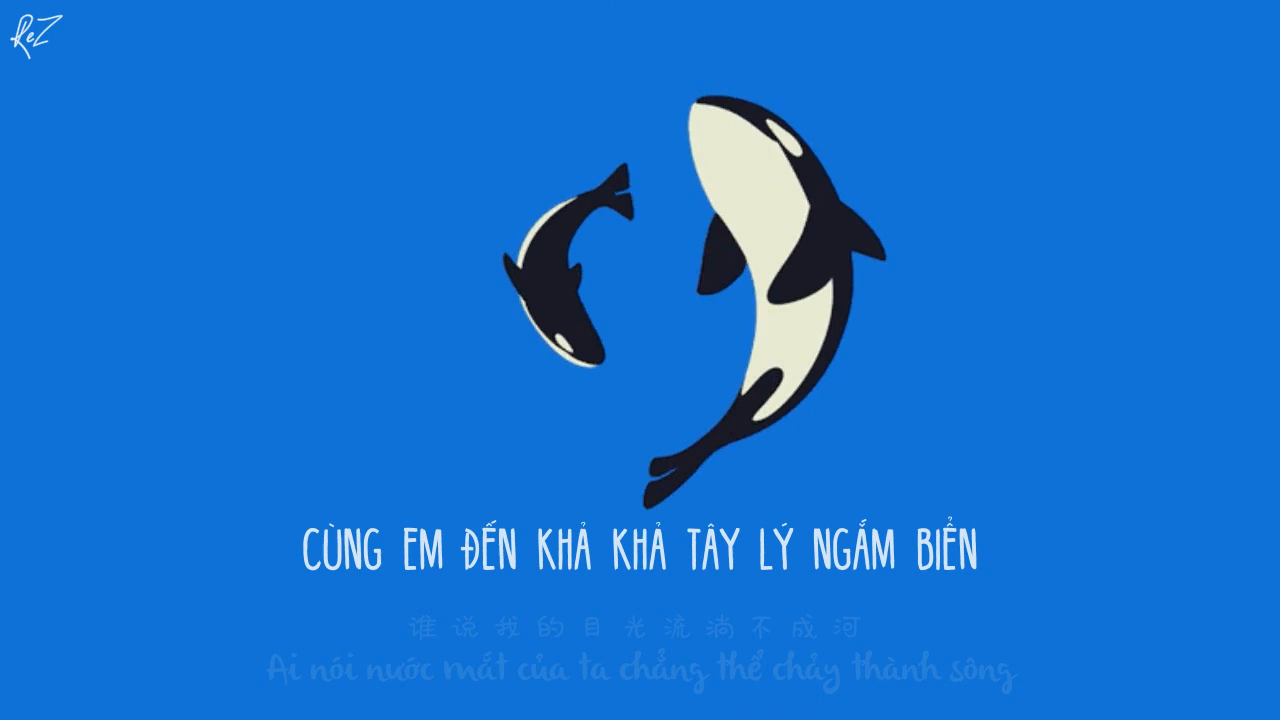 ReZ
CÙNG EM ĐẾN KHẢ KHẢ TÂY LÝ NGẮM BIỂN
谁说我的目光流淌不成河
Ai nói nước mắt của ta chẳng thể chảy thành sông